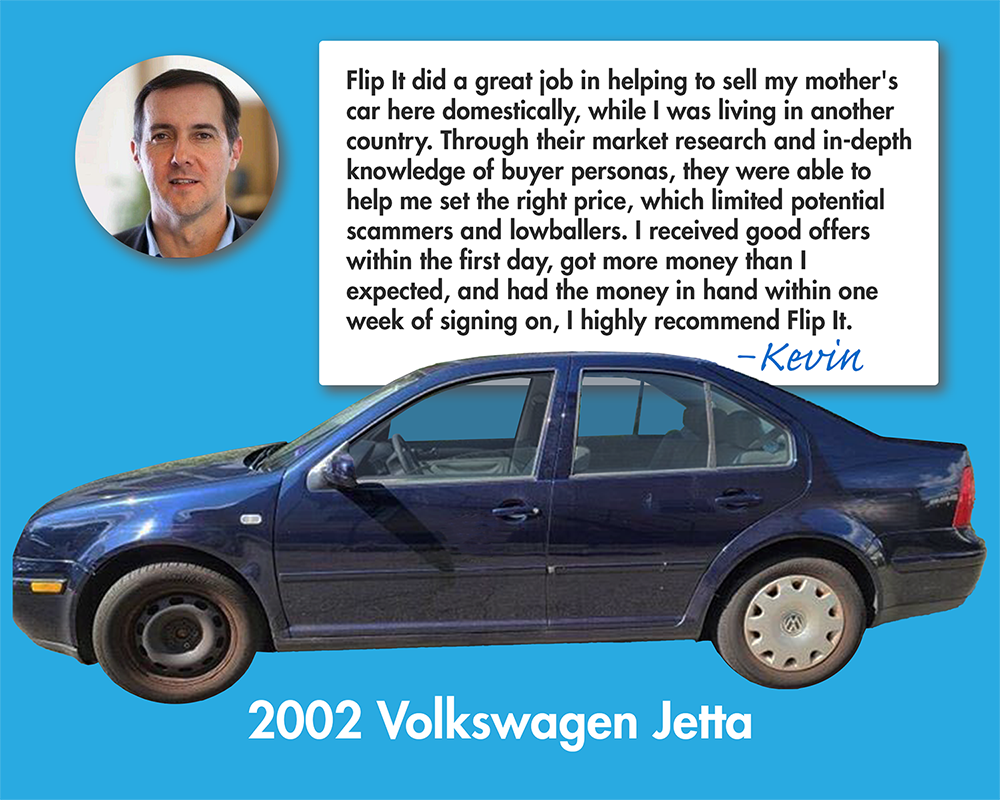 Flip It did a great job in helping to sell my mother's
car here domestically, while I was living in another
country. Through their market research and in-depth
knowledge of buyer personas, they were able to
help me set the right price, which limited potential
scammers and lowballers. I received good offers
within the first day, got more money than I
expected, and had the money in hand within one
week of signing on, I highly recommend Flip It.
–Kevin
2002 Volkswagen Jetta